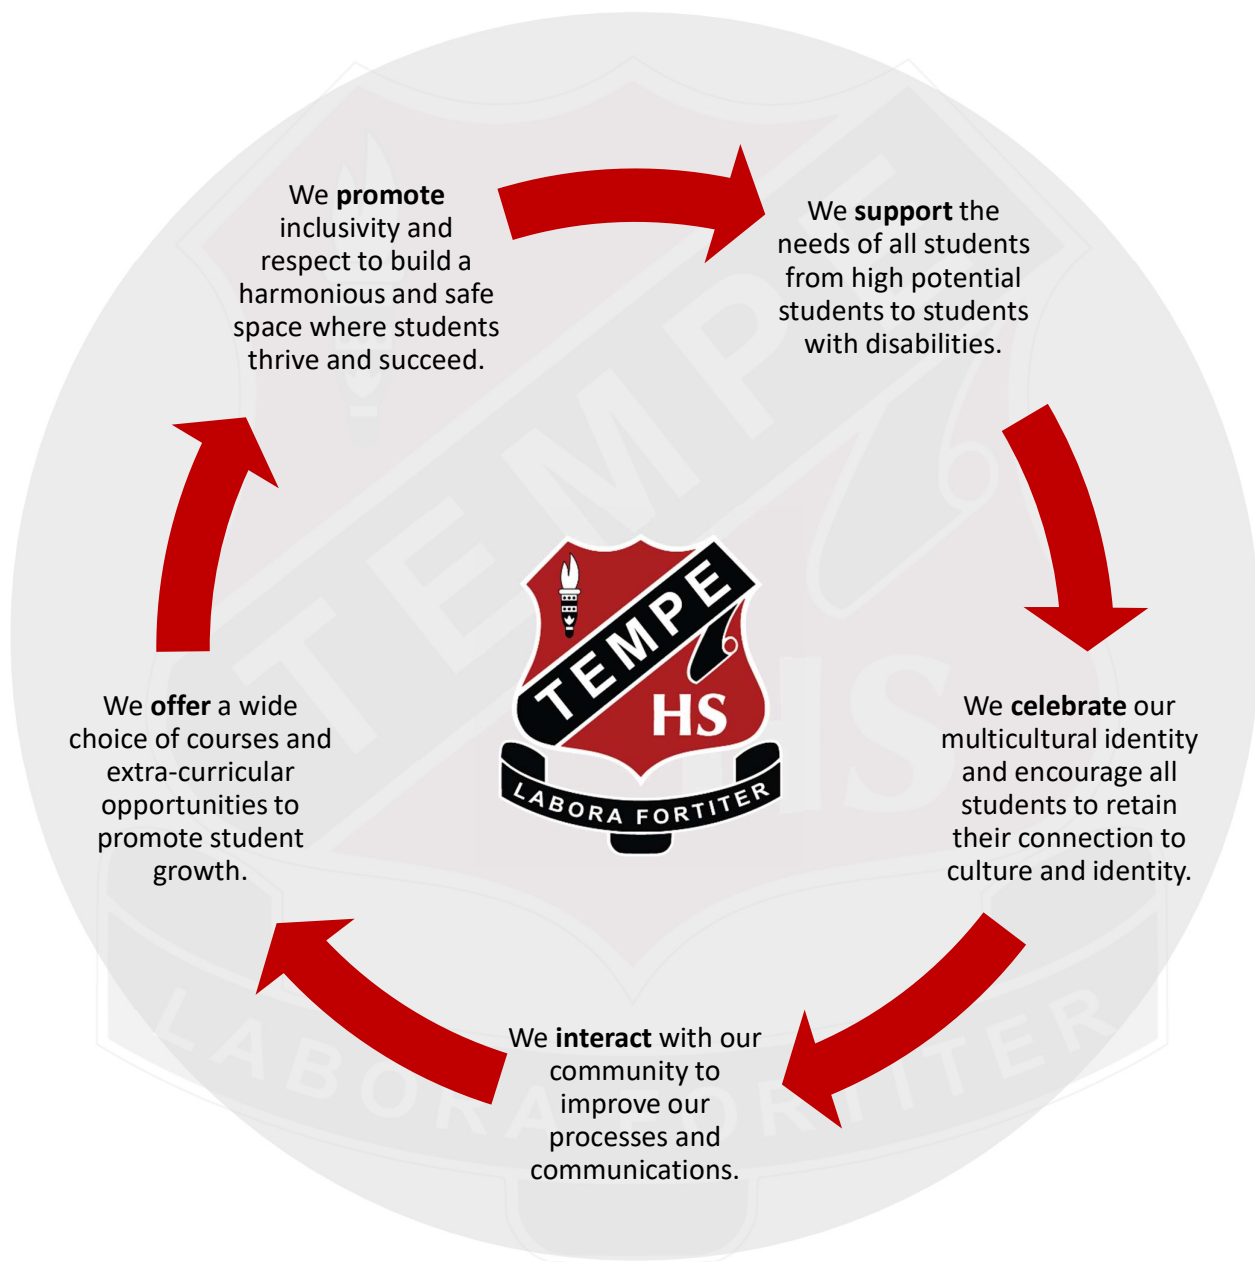 We promote
inclusivity and
respect to build a
harmonious and safe
space where students
thrive and succeed.
We support the
needs of all students
from high potential
students to students
with disabilities.
We celebrate our
multicultural identity
and encourage all
students to retain
their connection to
culture and identity.
We interact with our
community to
improve our
processes and
communications.
We offer a wide
choice of courses and
extra-curricular
opportunities to
promote student
growth.
TEMPE
HS
LABORA FORTITER
TEMPE
HS
LABORA FORTITER